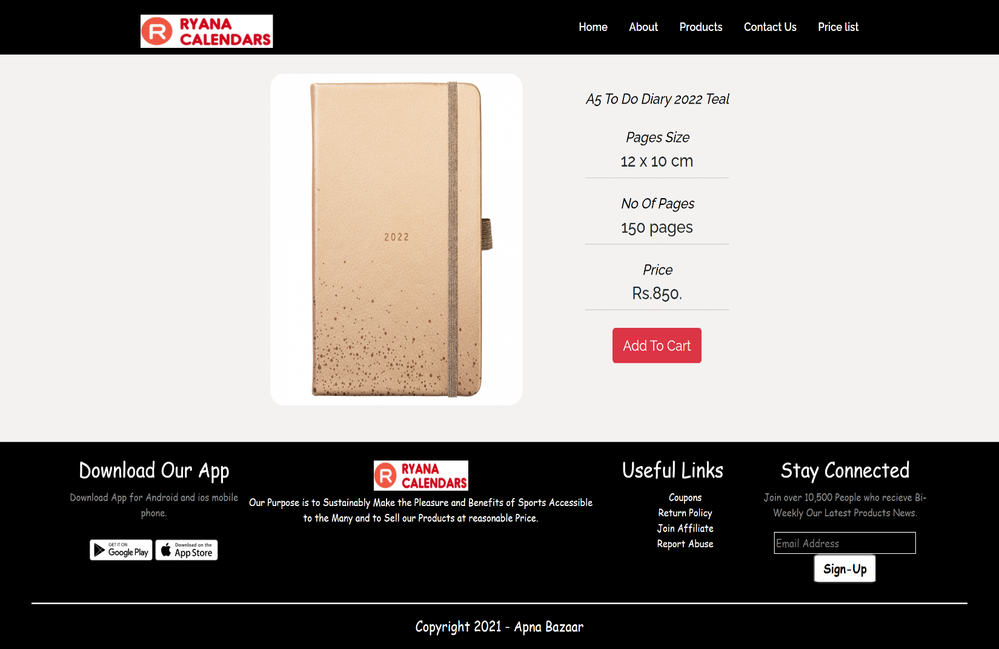 RYANA
CALENDARS
Home About Products Contact Us Price list
2022
A5 To Do Diary 2022 Teal
Pages Size
12 x 10 cm
No Of Pages
150 pages
Price
Rs.850.
Add To Cart
Download Our App
Download App for Android and ios mobile
phone.
GET IT ON
Google Play
Download on the
App Store
RYANA
CALENDARS
Our Purpose is to Sustainably Make the Pleasure and Benefits of Sports Accessible
to the Many and to Sell our Products at reasonable Price.
Useful Links
Coupons
Return Policy
Join Affiliate
Report Abuse
Stay Connected
Join over 10,500 People who recieve Bi-
Weekly Our Latest Products News.
Email Address
Sign-Up
Copyright 2021 - Apna Bazaar